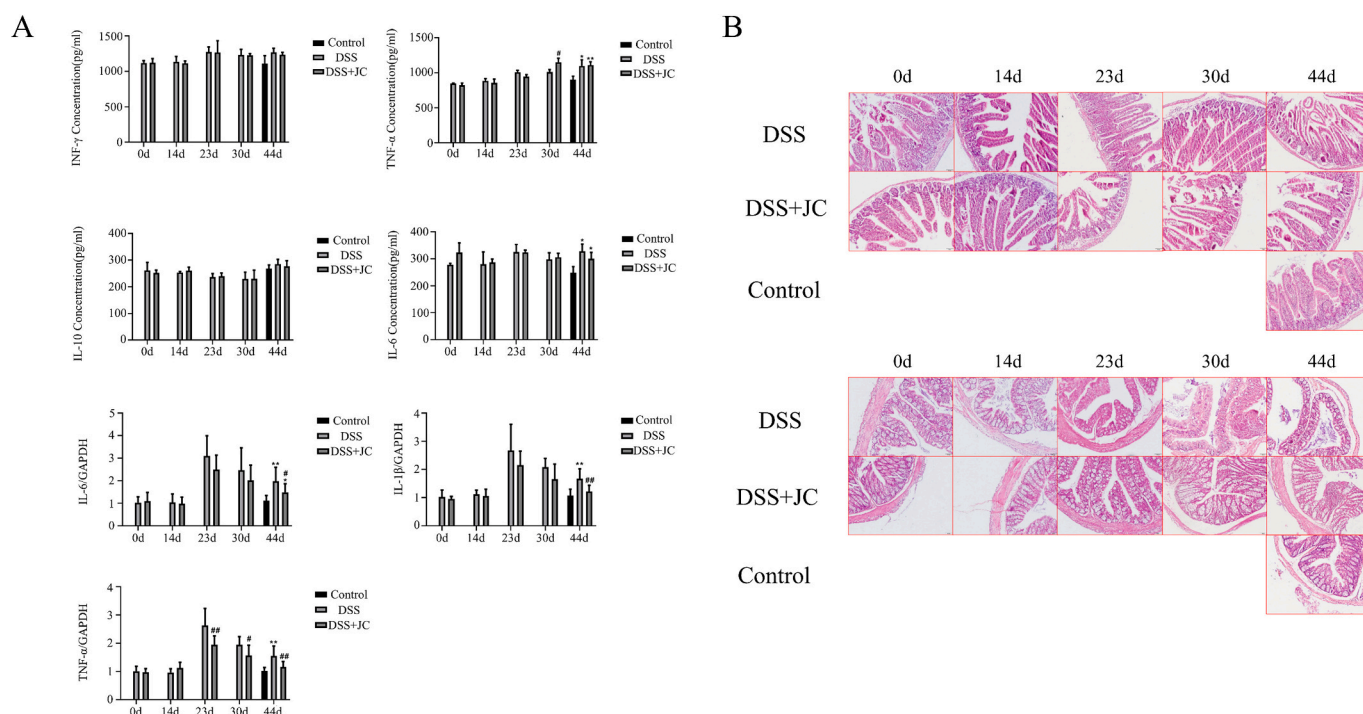 A
INF-γ Concentration(pg/ml)
1500
1000
500
0
0d 14d 23d 30d 44d
Control
DSS
DSS+JC
TNF-α Concentration(pg/ml)
1500
1000
500
0
#
*
**
0d 14d 23d 30d 44d
Control
DSS
DSS+JC
IL-10 Concentration(pg/ml)
400
300
200
100
0
0d 14d 23d 30d 44d
Control
DSS
DSS+JC
IL-6 Concentration(pg/ml)
400
300
200
100
0
*
*
0d 14d 23d 30d 44d
Control
DSS
DSS+JC
IL-6/GAPDH
5
4
3
2
1
0
**
#
*
0d 14d 23d 30d 44d
Control
DSS
DSS+JC
IL-1β/GAPDH
4
3
2
1
0
**
##
0d 14d 23d 30d 44d
Control
DSS
DSS+JC
TNF-α/GAPDH
4
3
2
1
0
##
#
**
##
0d 14d 23d 30d 44d
Control
DSS
DSS+JC
B
0d 14d 23d 30d 44d
DSS
DSS+JC
Control
0d 14d 23d 30d 44d
DSS
DSS+JC
Control